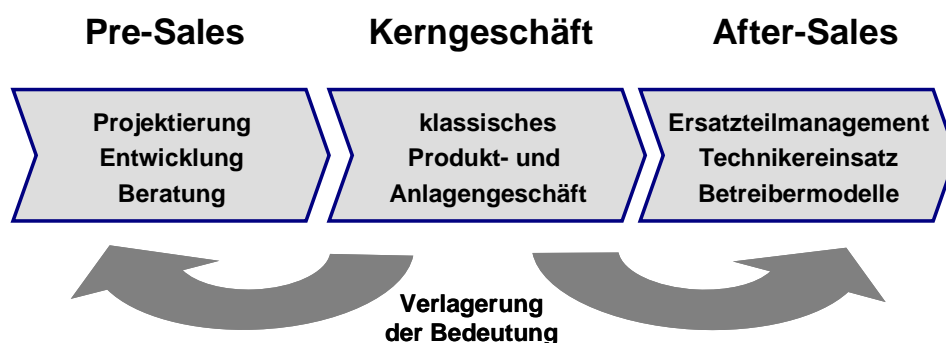 Pre-Sales
Kerngeschäft
After-Sales
Projektierung
Entwicklung
Beratung
klassisches
Produkt- und
Anlagengeschäft
Ersatzteilmanagement
Technikereinsatz
Betreibermodelle
Verlagerung
der Bedeutung